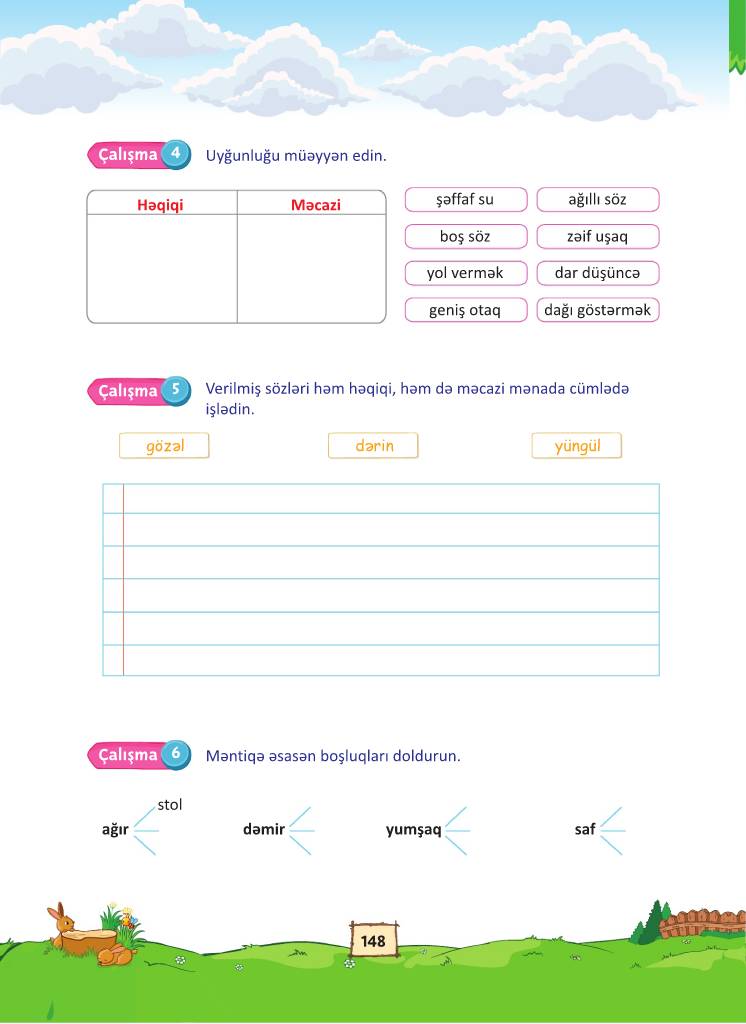 Çalışma 4 Uyğunluğu müəyyən edin.
Həqiqi Məcazi
şəffaf su ağıllı söz
boş söz zəif uşaq
yol vermək dar düşüncə
geniş otaq dağı göstərmək
Çalışma 5 Verilmiş sözləri həm həqiqi, həm də məcazi mənada cümlədə
işlədin.
gözəl dərin yüngül
Çalışma 6 Məntiqə əsasən boşluqları doldurun.
stol
ağır dəmir yumşaq saf
148